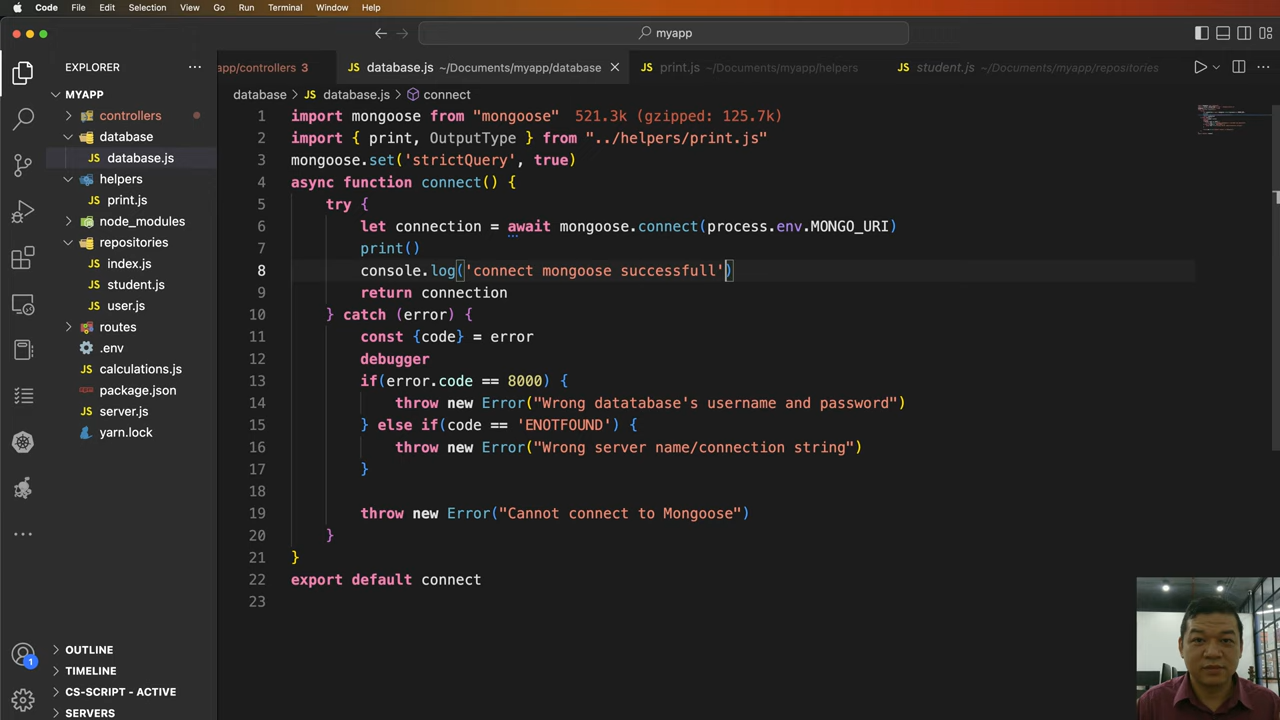 Code File Edit Selection View Go Run Terminal Window Help
myapp
EXPLORER
app/controllers 3
database.js ~/Documents/myapp/database
print.js ~/Documents/myapp/helpers
student.js ~/Documents/myapp/repositories
database > database.js > connect
MYAPP
controllers
database
database.js
helpers
print.js
node_modules
repositories
index.js
student.js
user.js
routes
.env
calculations.js
package.json
server.js
yarn.lock
OUTLINE
TIMELINE
CS-SCRIPT - ACTIVE
SERVERS
1
1 import mongoose from "mongoose" 521.3k (gzipped: 125.7k)
2 import { print, OutputType } from "../helpers/print.js"
3 mongoose.set('strictQuery', true)
4 async function connect() {
5 try {
6 let connection = await mongoose.connect(process.env.MONGO_URI)
7 print()
8 console.log('connect mongoose successfull')
9 return connection
10 } catch (error) {
11 const {code} = error
12 debugger
13 if(error.code == 8000) {
14 throw new Error("Wrong datatabase's username and password")
15 } else if(code == 'ENOTFOUND') {
16 throw new Error("Wrong server name/connection string")
17 }
18
19 throw new Error("Cannot connect to Mongoose")
20 }
21 }
22 export default connect
23